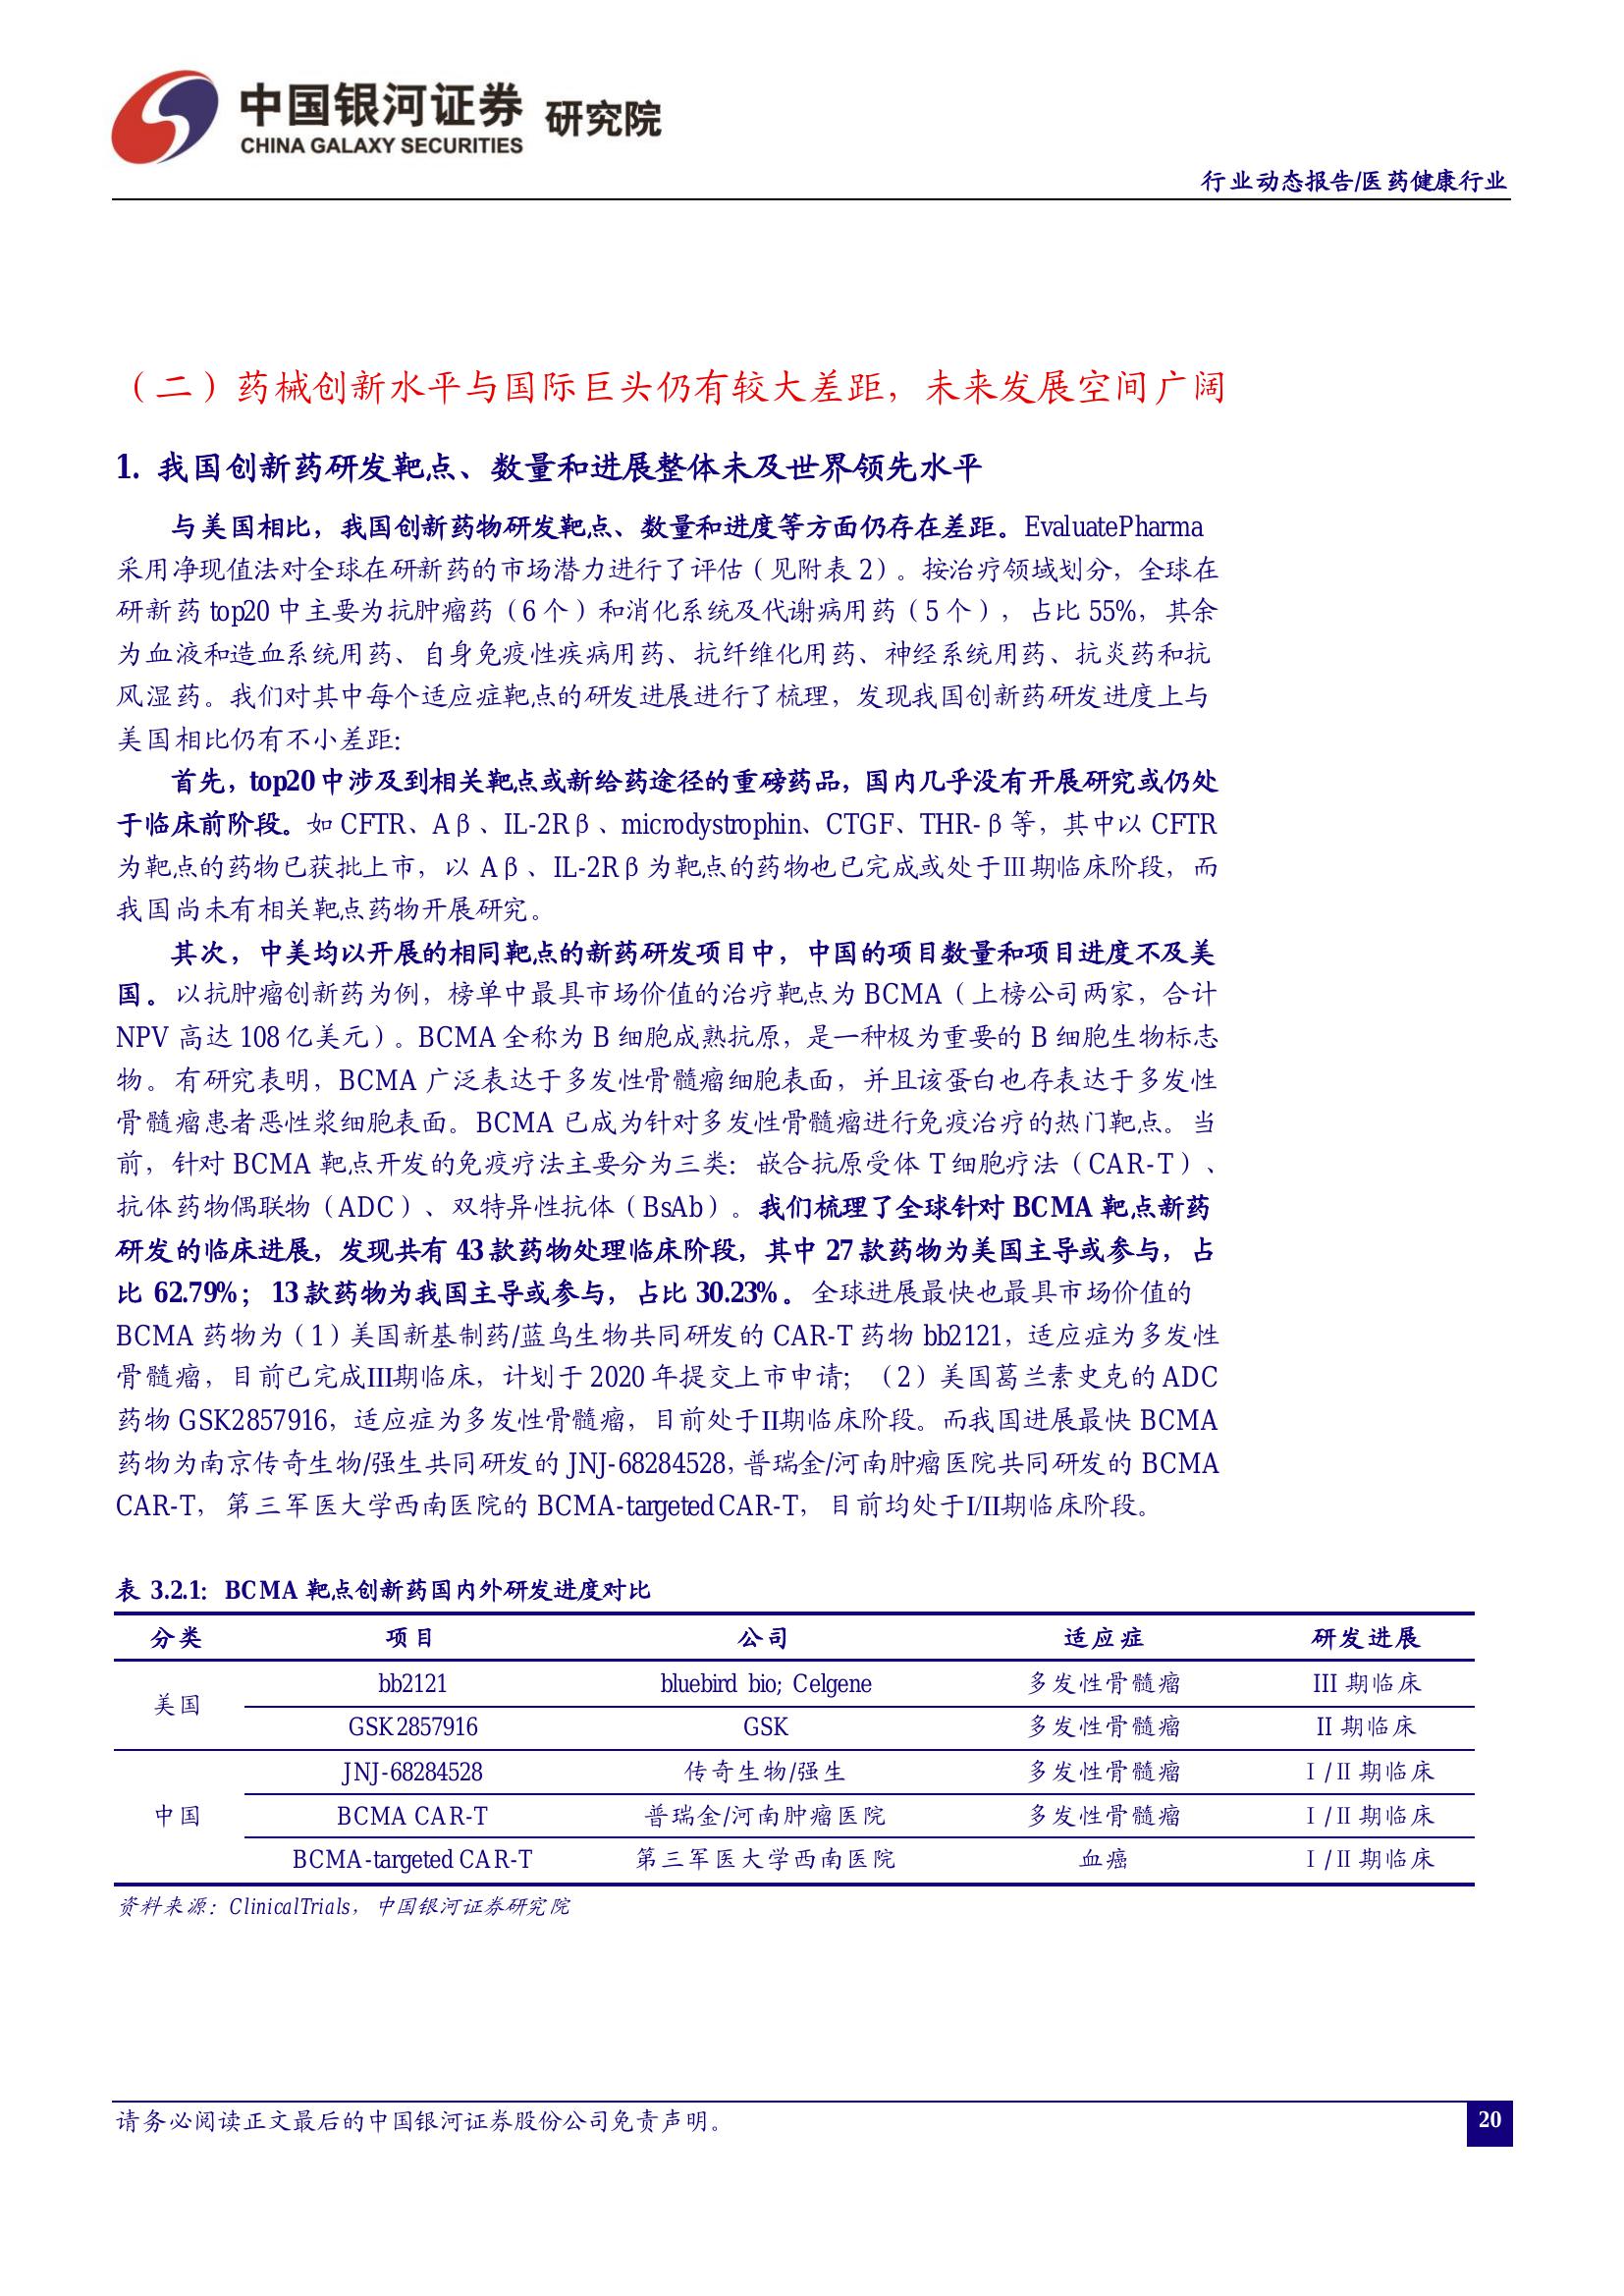 中国银河证券 研究院
CHINA GALAXY SECURITIES
行业动态报告/医药健康行业
（二）药械创新水平与国际巨头仍有较大差距，未来发展空间广阔
1. 我国创新药研发靶点、数量和进展整体未及世界领先水平
与美国相比，我国创新药物研发靶点、数量和进度等方面仍存在差距。EvaluatePharma
采用净现值法对全球在研新药的市场潜力进行了评估（见附表 2）。按治疗领域划分，全球在
研新药 top20 中主要为抗肿瘤药（6 个）和消化系统及代谢病用药（5 个），占比 55%，其余
为血液和造血系统用药、自身免疫性疾病用药、抗纤维化用药、神经系统用药、抗炎药和抗
风湿药。我们对其中每个适应症靶点的研发进展进行了梳理，发现我国创新药研发进度上与
美国相比仍有不小差距：
首先，top20 中涉及到相关靶点或新给药途径的重磅药品，国内几乎没有开展研究或仍处
于临床前阶段。如 CFTR、Aβ、IL-2Rβ、microdystrophin、CTGF、THR-β等，其中以 CFTR
为靶点的药物已获批上市，以 Aβ、IL-2Rβ为靶点的药物也已完成或处于Ⅲ期临床阶段，而
我国尚未有相关靶点药物开展研究。
其次，中美均以开展的相同靶点的新药研发项目中，中国的项目数量和项目进度不及美
国。以抗肿瘤创新药为例，榜单中最具市场价值的治疗靶点为 BCMA（上榜公司两家，合计
NPV 高达 108 亿美元）。BCMA 全称为 B 细胞成熟抗原，是一种极为重要的 B 细胞生物标志
物。有研究表明，BCMA 广泛表达于多发性骨髓瘤细胞表面，并且该蛋白也存表达于多发性
骨髓瘤患者恶性浆细胞表面。BCMA 已成为针对多发性骨髓瘤进行免疫治疗的热门靶点。当
前，针对 BCMA 靶点开发的免疫疗法主要分为三类：嵌合抗原受体 T 细胞疗法（CAR-T）、
抗体药物偶联物（ADC）、双特异性抗体（BsAb）。我们梳理了全球针对 BCMA 靶点新药
研发的临床进展，发现共有 43 款药物处理临床阶段，其中 27 款药物为美国主导或参与，占
比 62.79%；13 款药物为我国主导或参与，占比 30.23%。全球进展最快也最具市场价值的
BCMA 药物为（1）美国新基制药/蓝鸟生物共同研发的 CAR-T 药物 bb2121，适应症为多发性
骨髓瘤，目前已完成III期临床，计划于 2020 年提交上市申请；（2）美国葛兰素史克的 ADC
药物 GSK2857916，适应症为多发性骨髓瘤，目前处于II期临床阶段。而我国进展最快 BCMA
药物为南京传奇生物/强生共同研发的 JNJ-68284528，普瑞金/河南肿瘤医院共同研发的 BCMA
CAR-T，第三军医大学西南医院的 BCMA-targeted CAR-T，目前均处于I/II期临床阶段。
表 3.2.1：BCMA 靶点创新药国内外研发进度对比
分类 项目 公司 适应症 研发进展
美国 bb2121 bluebird bio; Celgene 多发性骨髓瘤 III 期临床
GSK2857916 GSK 多发性骨髓瘤 II 期临床
中国 JNJ-68284528 传奇生物/强生 多发性骨髓瘤 Ⅰ/Ⅱ 期临床
BCMA CAR-T 普瑞金/河南肿瘤医院 多发性骨髓瘤 Ⅰ/Ⅱ 期临床
BCMA-targeted CAR-T 第三军医大学西南医院 血癌 Ⅰ/Ⅱ 期临床
资料来源：ClinicalTrials，中国银河证券研究院
请务必阅读正文最后的中国银河证券股份公司免责声明。
20